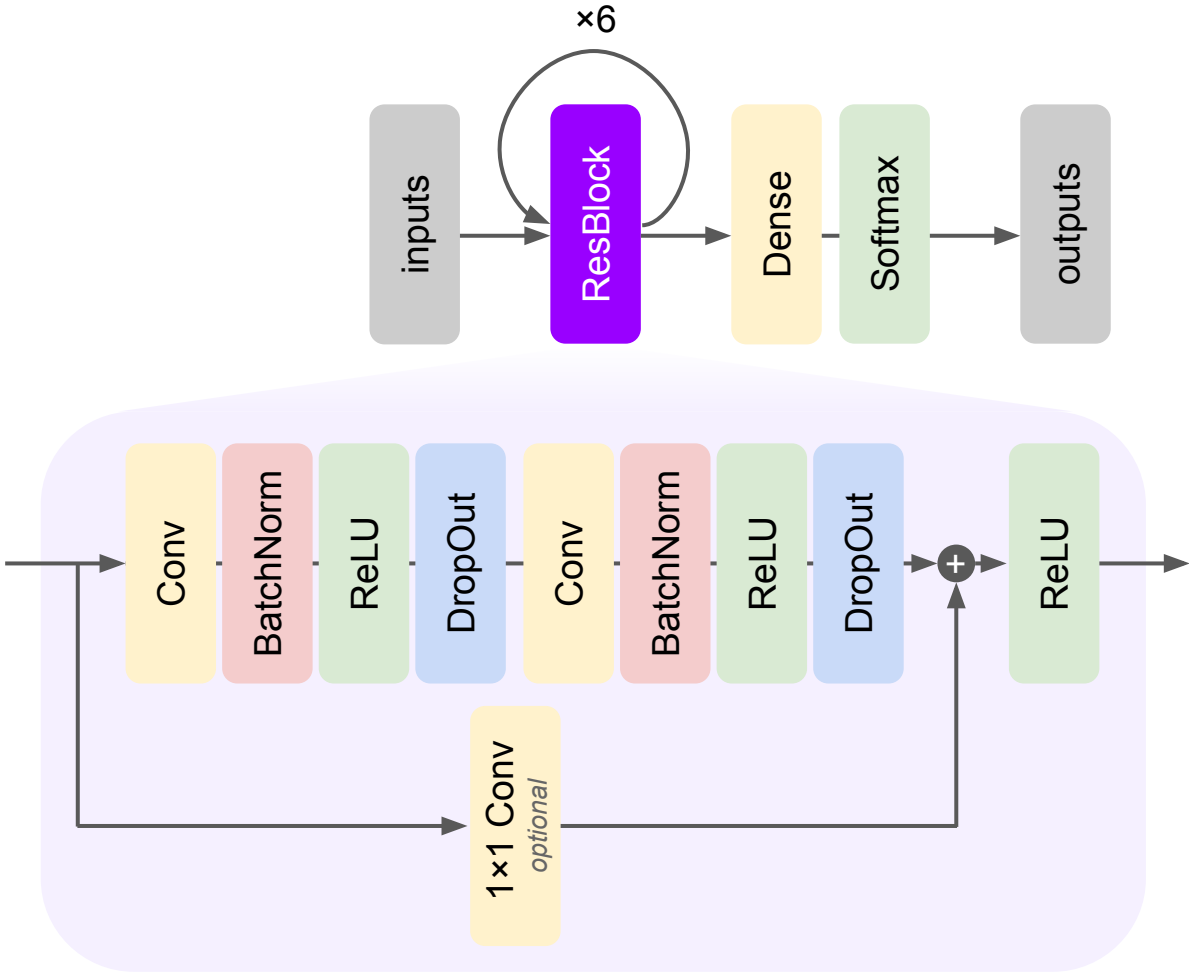 ×6
inputs
ResBlock
Dense
Softmax
outputs
Conv
BatchNorm
ReLU
DropOut
Conv
BatchNorm
ReLU
DropOut
+
ReLU
1×1 Conv
optional